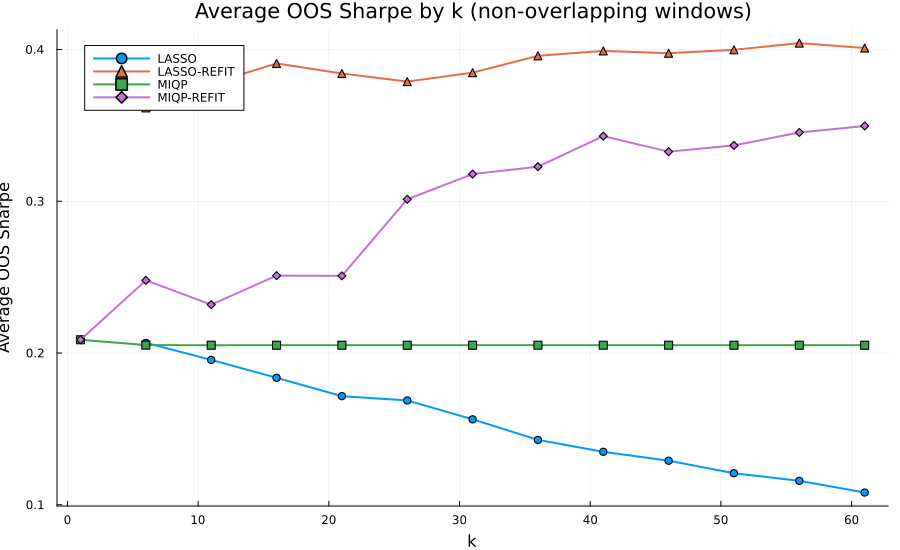 Average OOS Sharpe by k (non-overlapping windows)
LASSO
LASSO-REFIT
MIQP
MIQP-REFIT
Average OOS Sharpe
0.4
0.3
0.2
0.1
0 10 20 30 40 50 60
k